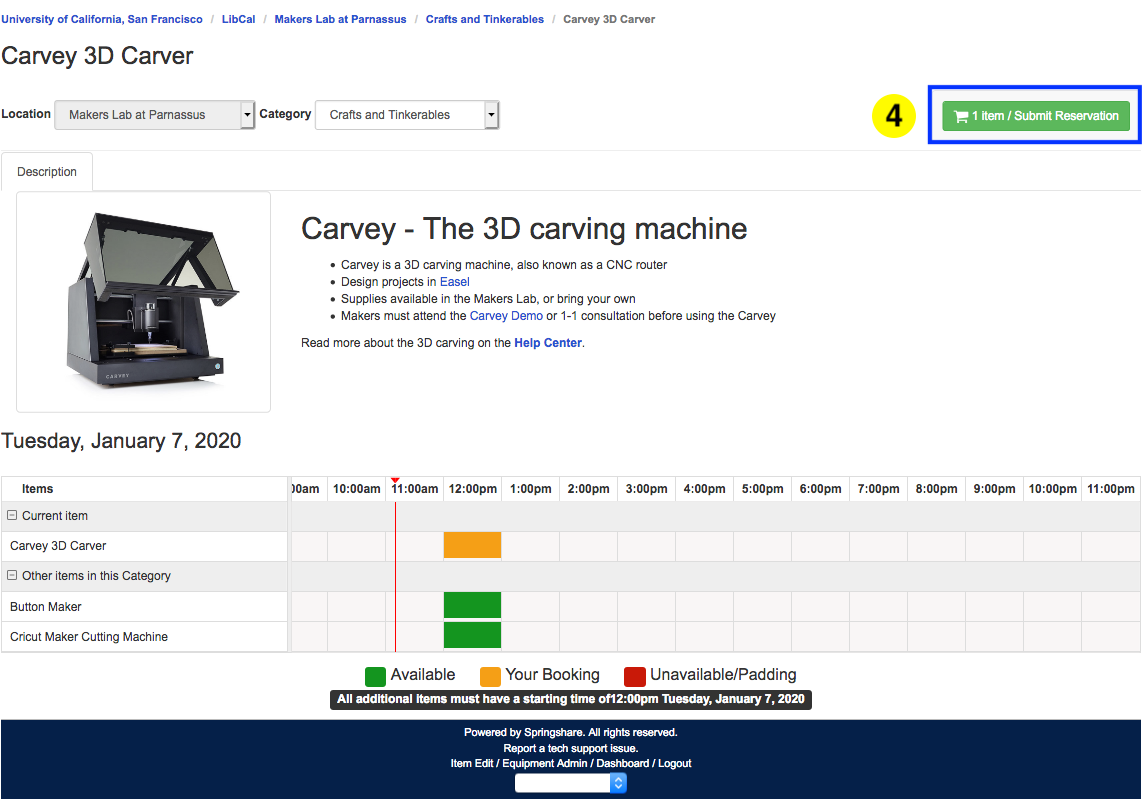 University of California, San Francisco / LibCal / Makers Lab at Parnassus / Crafts and Tinkerables / Carvey 3D Carver
Carvey 3D Carver
Location Makers Lab at Parnassus Category Crafts and Tinkerables 4 1 item / Submit Reservation
Description
Carvey - The 3D carving machine
Carvey is a 3D carving machine, also known as a CNC router
Design projects in Easel
Supplies available in the Makers Lab, or bring your own
Makers must attend the Carvey Demo or 1-1 consultation before using the Carvey
Read more about the 3D carving on the Help Center.
CARVEY
Tuesday, January 7, 2020
Items 00am 10:00am 11:00am 12:00pm 1:00pm 2:00pm 3:00pm 4:00pm 5:00pm 6:00pm 7:00pm 8:00pm 9:00pm 10:00pm 11:00pm
Current item
Carvey 3D Carver
Other items in this Category
Button Maker
Cricut Maker Cutting Machine
Available Your Booking Unavailable/Padding
All additional items must have a starting time of12:00pm Tuesday, January 7, 2020
Powered by Springshare. All rights reserved.
Report a tech support issue.
Item Edit / Equipment Admin / Dashboard / Logout